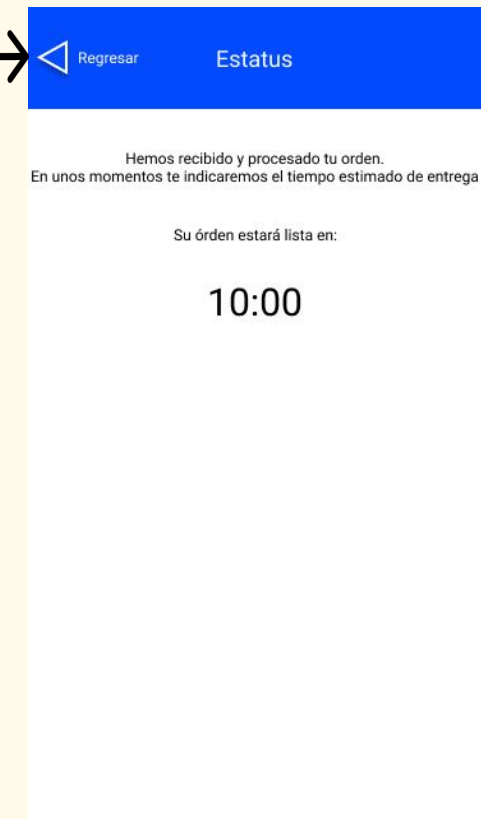 Regresar Estatus
Hemos recibido y procesado tu orden.
En unos momentos te indicaremos el tiempo estimado de entrega
Su órden estará lista en:
10:00